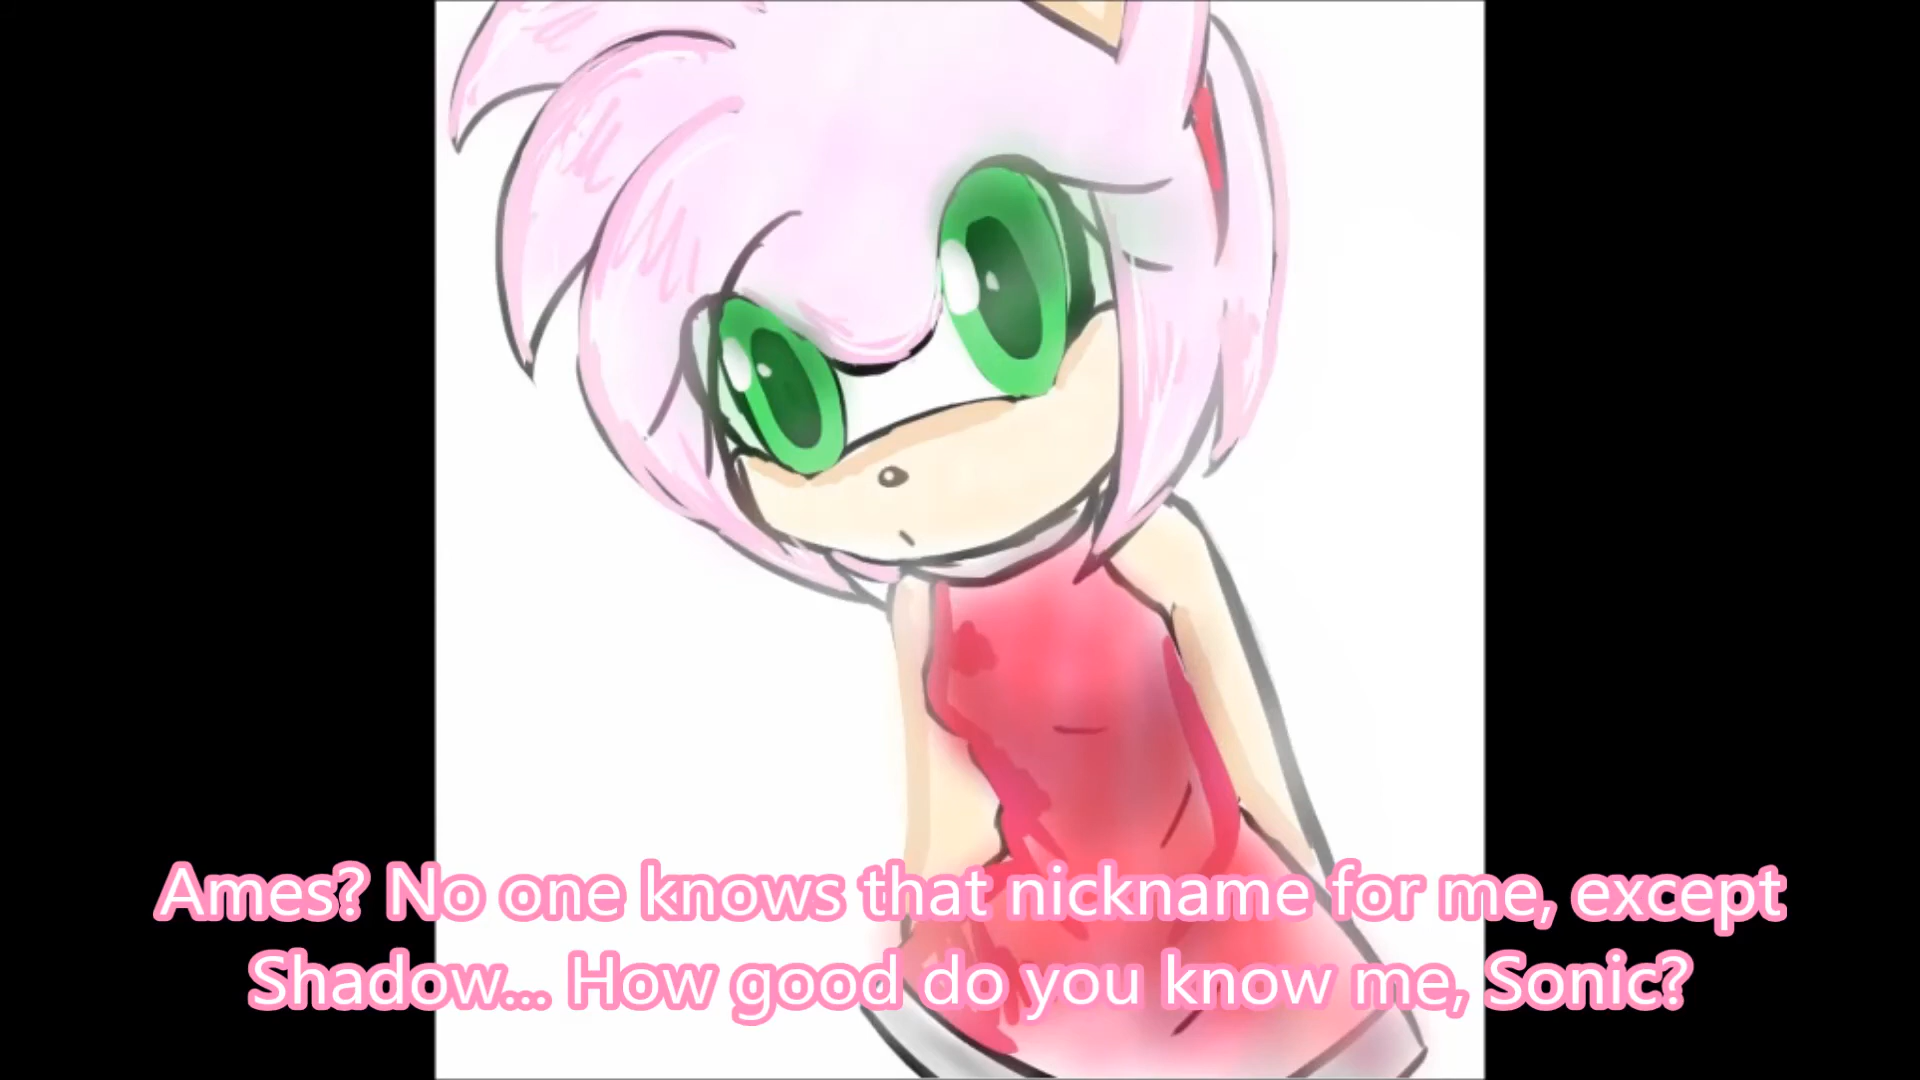 Ames? No one knows that nickname for me, except
Shadow... How good do you know me, Sonic?